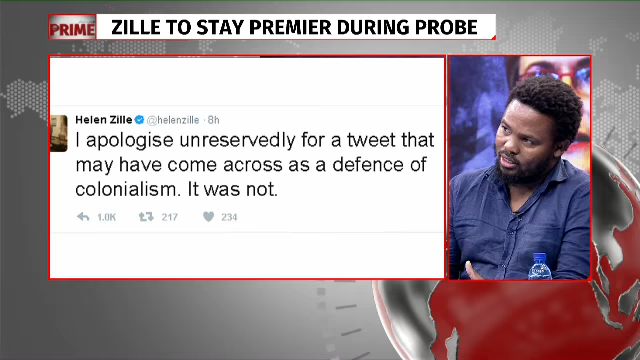 PRIME
ZILLE TO STAY PREMIER DURING PROBE
Helen Zille @helenzille · 8h
I apologise unreservedly for a tweet that
may have come across as a defence of
colonialism. It was not.
1.0K 217 234